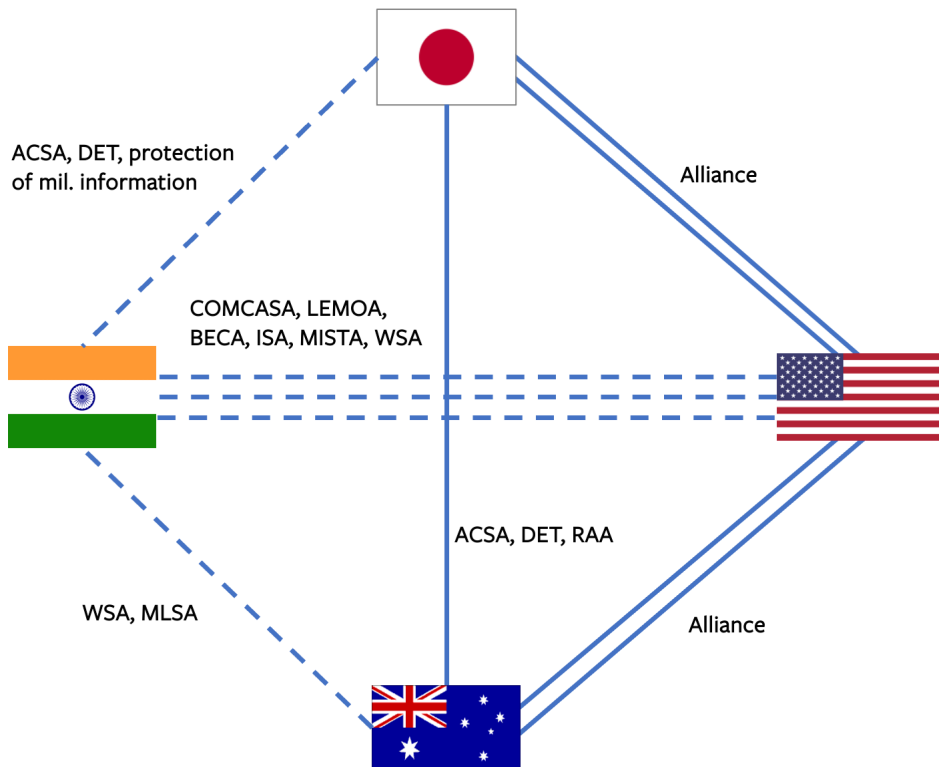 ACSA, DET, protection
of mil. information
Alliance
COMCASA, LEMOA,
BECA, ISA, MISTA, WSA
ACSA, DET, RAA
WSA, MLSA
Alliance